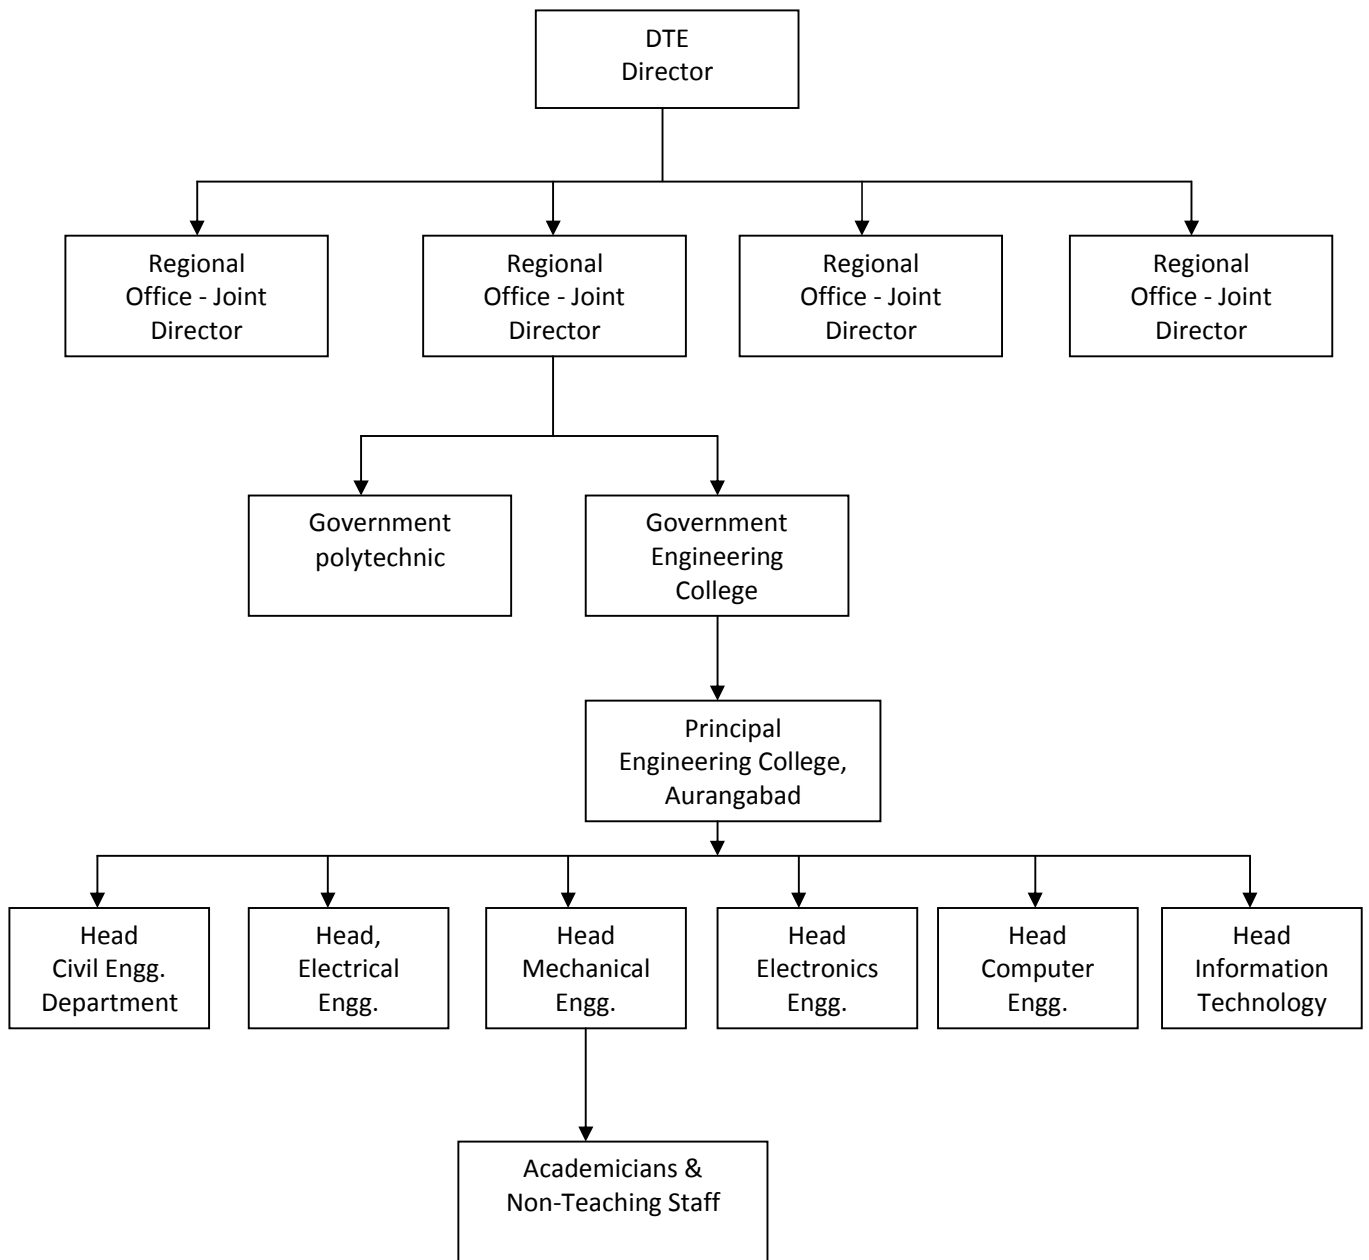 DTE
Director
Regional
Office - Joint
Director
Regional
Office - Joint
Director
Regional
Office - Joint
Director
Regional
Office - Joint
Director
Government
polytechnic
Government
Engineering
College
Principal
Engineering College,
Aurangabad
Head
Civil Engg.
Department
Head,
Electrical
Engg.
Head
Mechanical
Engg.
Head
Electronics
Engg.
Head
Computer
Engg.
Head
Information
Technology
Academicians &
Non-Teaching Staff